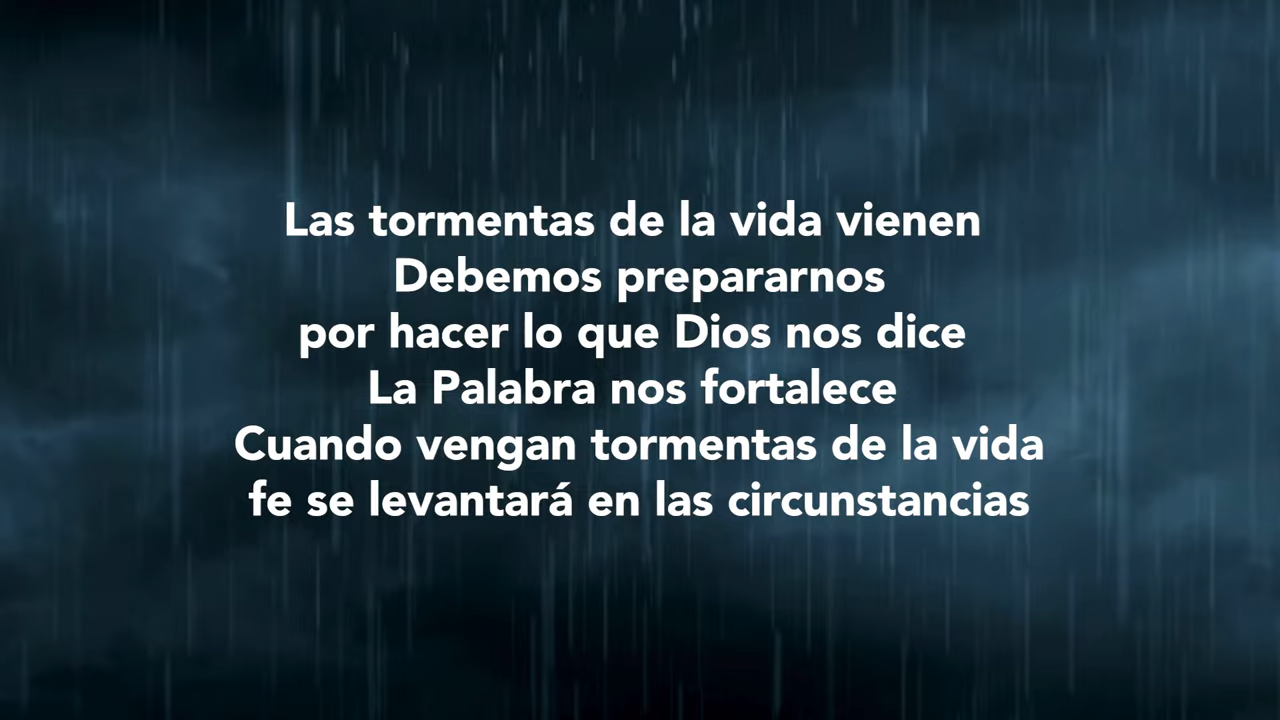 Las tormentas de la vida vienen
Debemos prepararnos
por hacer lo que Dios nos dice
La Palabra nos fortalece
Cuando vengan tormentas de la vida
fe se levantará en las circunstancias